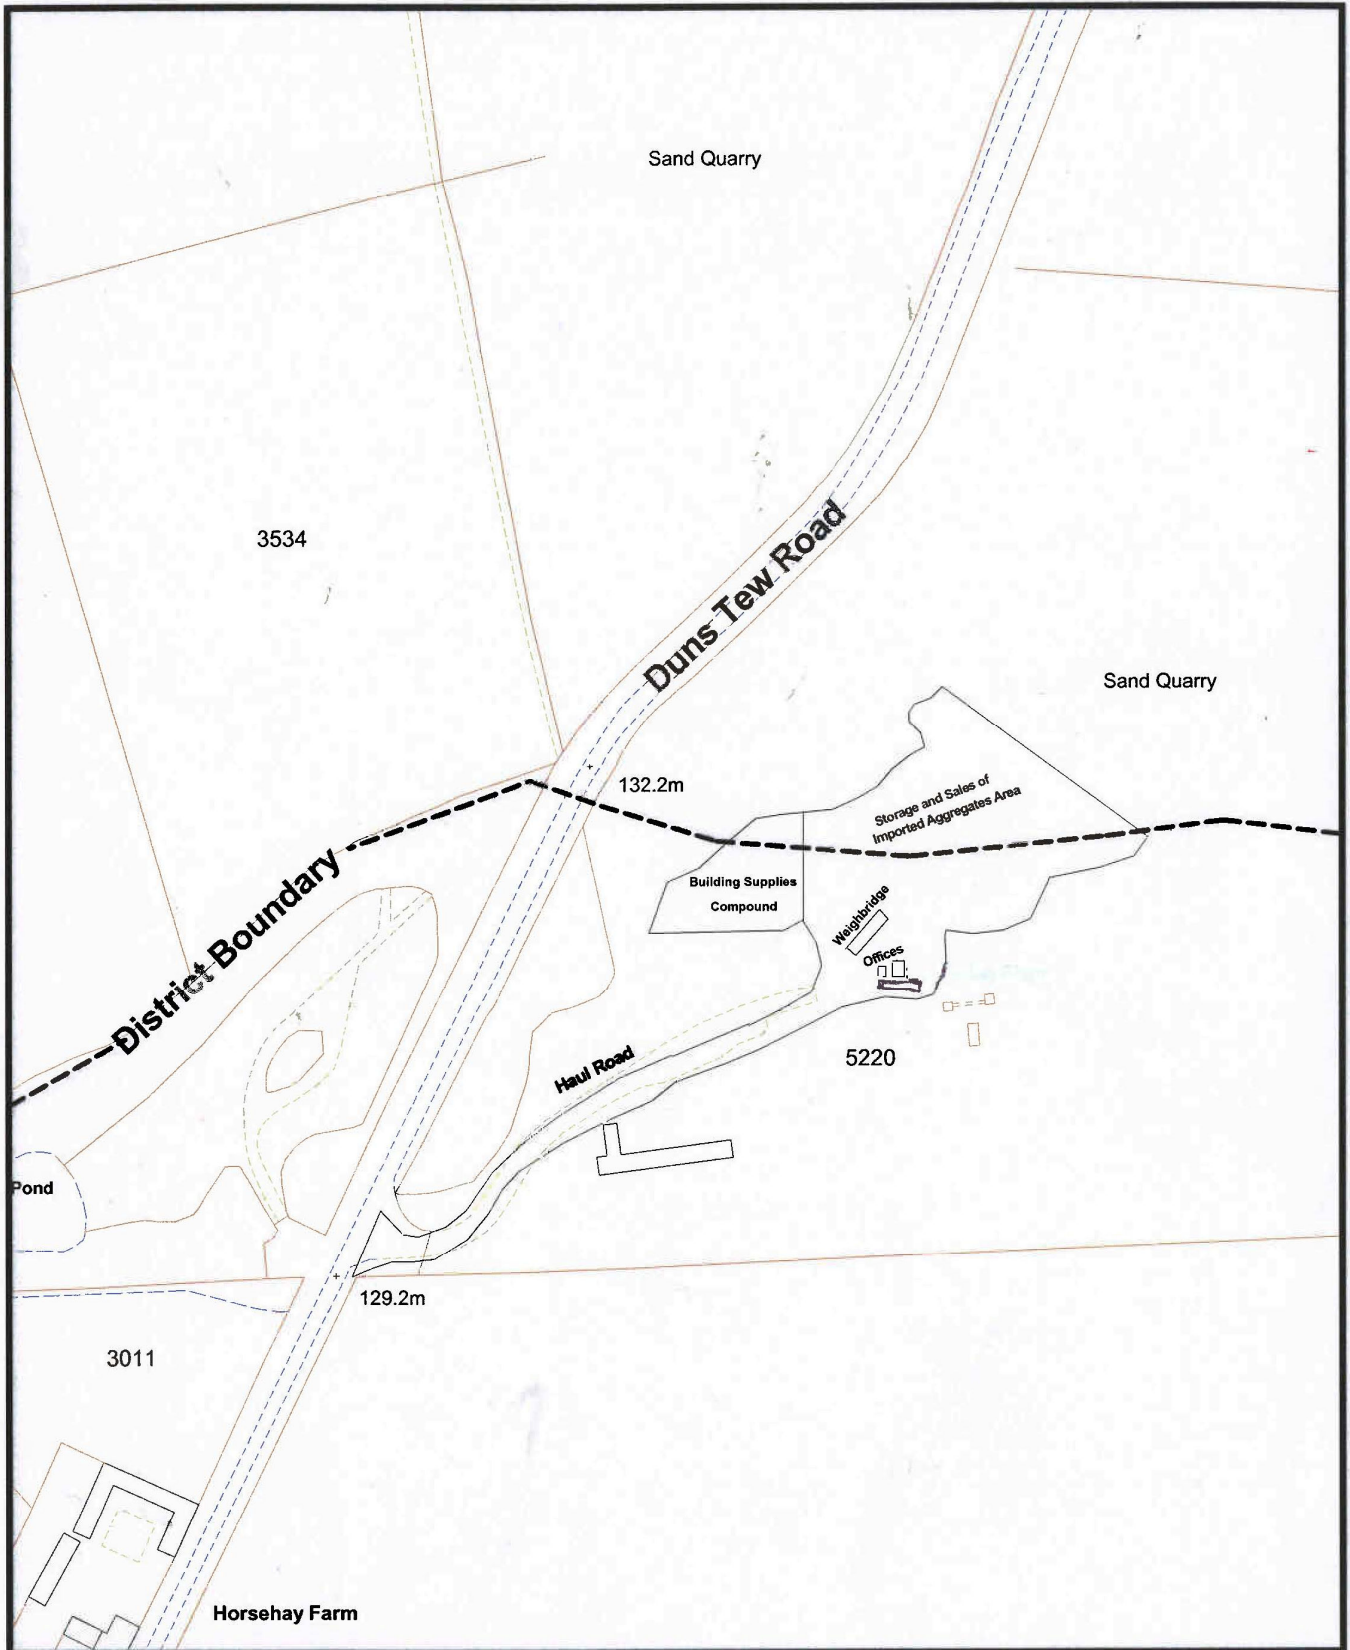 Sand Quarry
3534
Duns Tew Road
Sand Quarry
132.2m
Storage and Sales of
Imported Aggregates Area
District Boundary
Building Supplies
Compound
Weighbridge
Offices
Haul Road
5220
Pond
129.2m
3011
Horsehay Farm